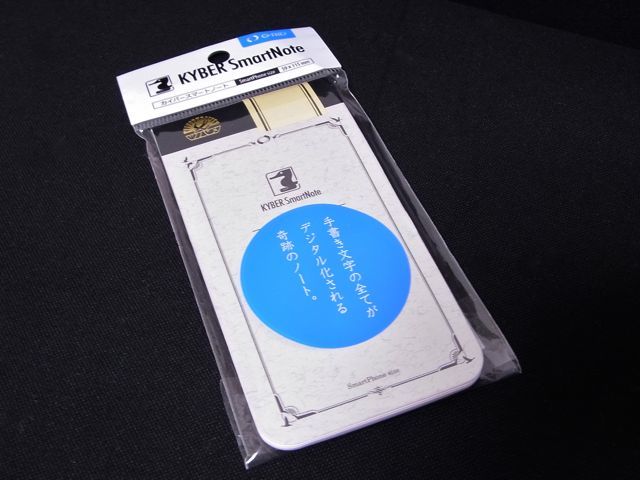 KYBER SmartNote
カイバースマートノート
SmartPhone size
KYBER SmartNote
手書き文字の全てが
デジタル化される
奇跡のノート。
SmartPhone size